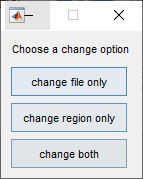 Choose a change option
change file only
change region only
change both